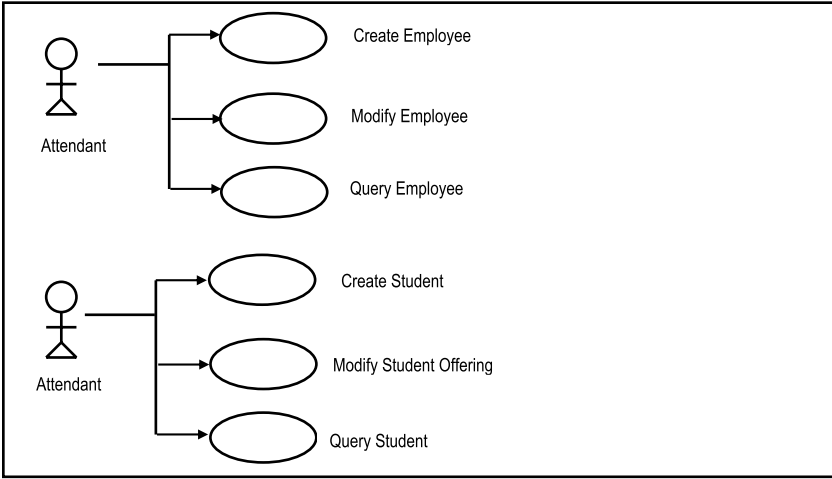 Create Employee
Modify Employee
Attendant
Query Employee
Create Student
Modify Student Offering
Attendant
Query Student